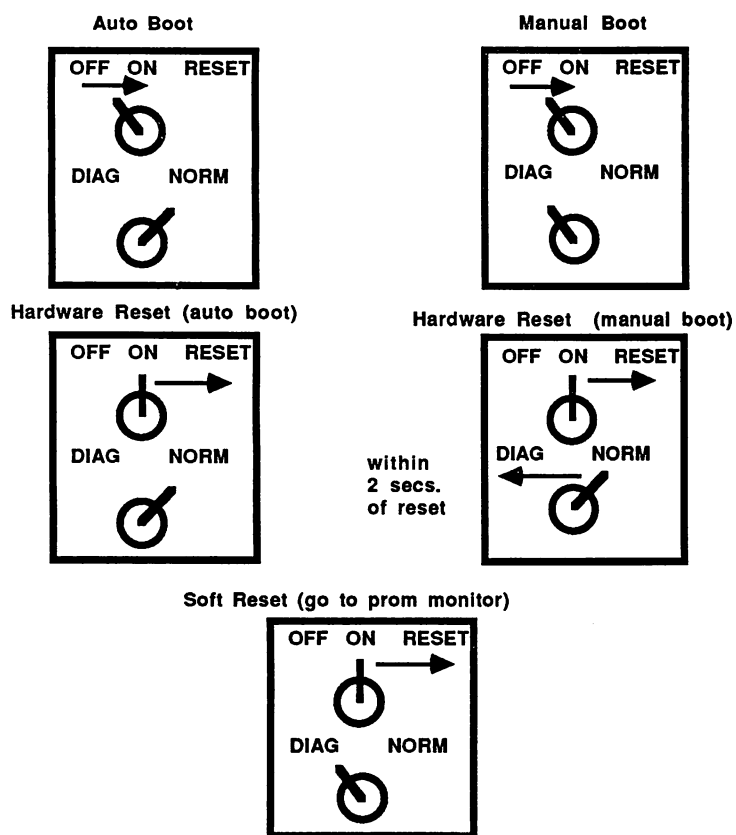 Auto Boot
OFF ON RESET
DIAG NORM
Manual Boot
OFF ON RESET
DIAG NORM
Hardware Reset (auto boot)
OFF ON RESET
DIAG NORM
Hardware Reset (manual boot)
OFF ON RESET
DIAG NORM
within
2 secs.
of reset
Soft Reset (go to prom monitor)
OFF ON RESET
DIAG NORM